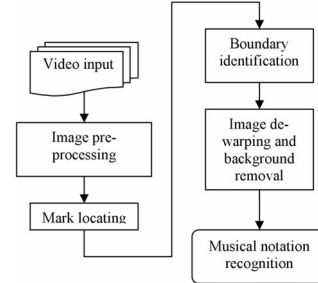 Video input
Image pre-
processing
Mark locating
Boundary
identification
Image de-
warping and
background
removal
Musical notation
recognition